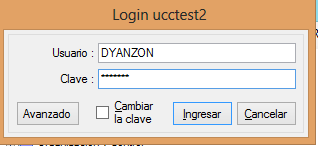 Login ucctest2
Usuario : DYANZON
Clave : *******
Avanzado
Cambiar
la clave
Ingresar
Cancelar